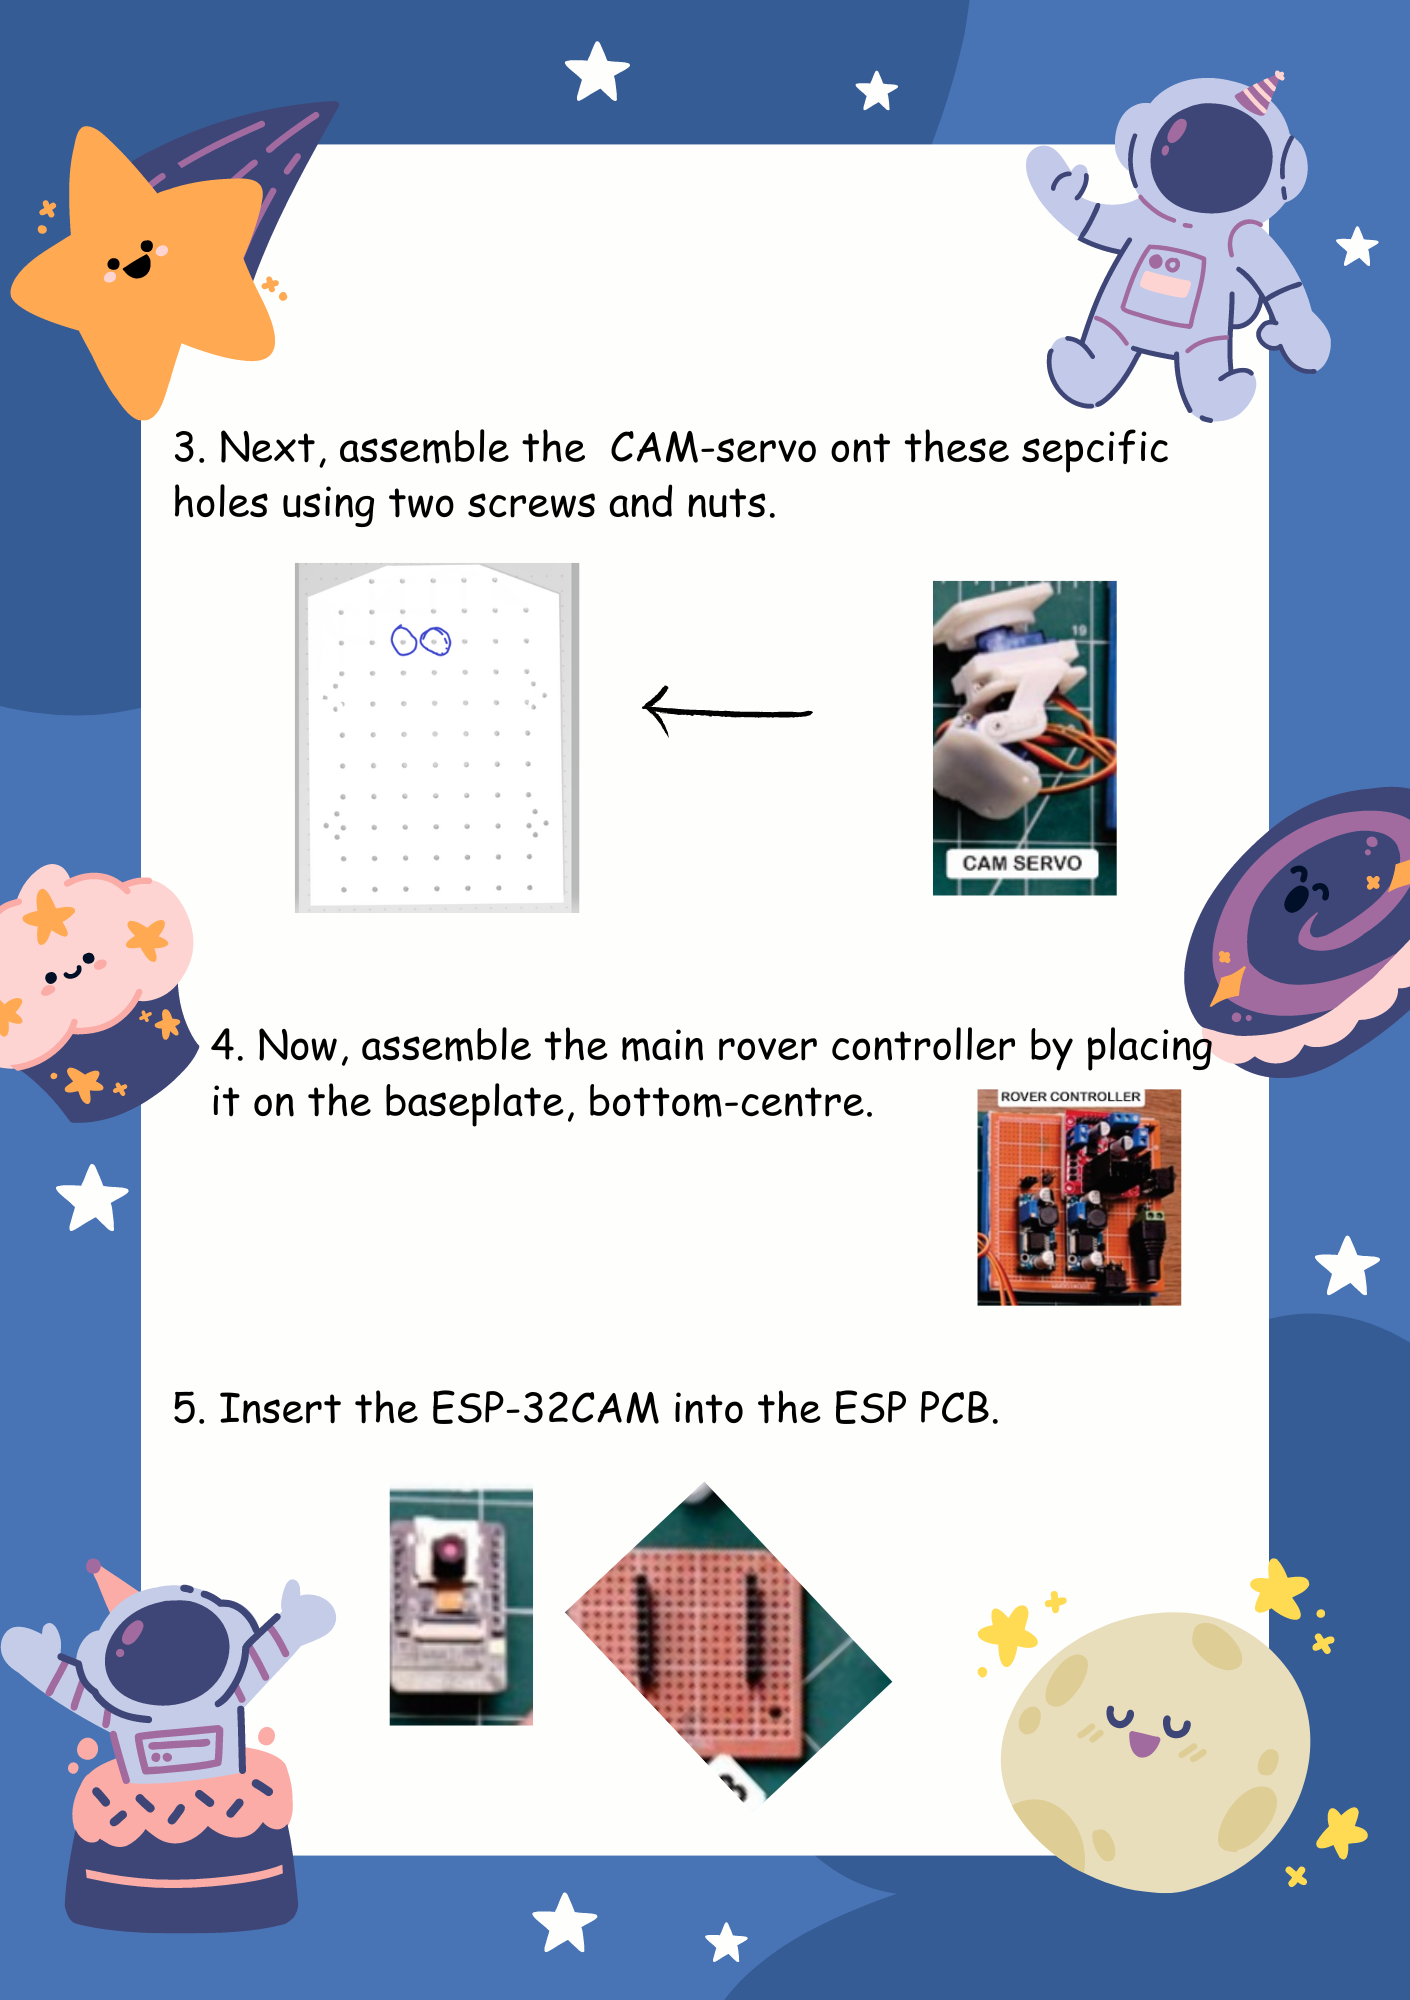 3. Next, assemble the  CAM-servo ont these sepcific
holes using two screws and nuts.
19
CAM SERVO
4. Now, assemble the main rover controller by placing
it on the baseplate, bottom-centre.
ROVER CONTROLLER
5. Insert the ESP-32CAM into the ESP PCB.